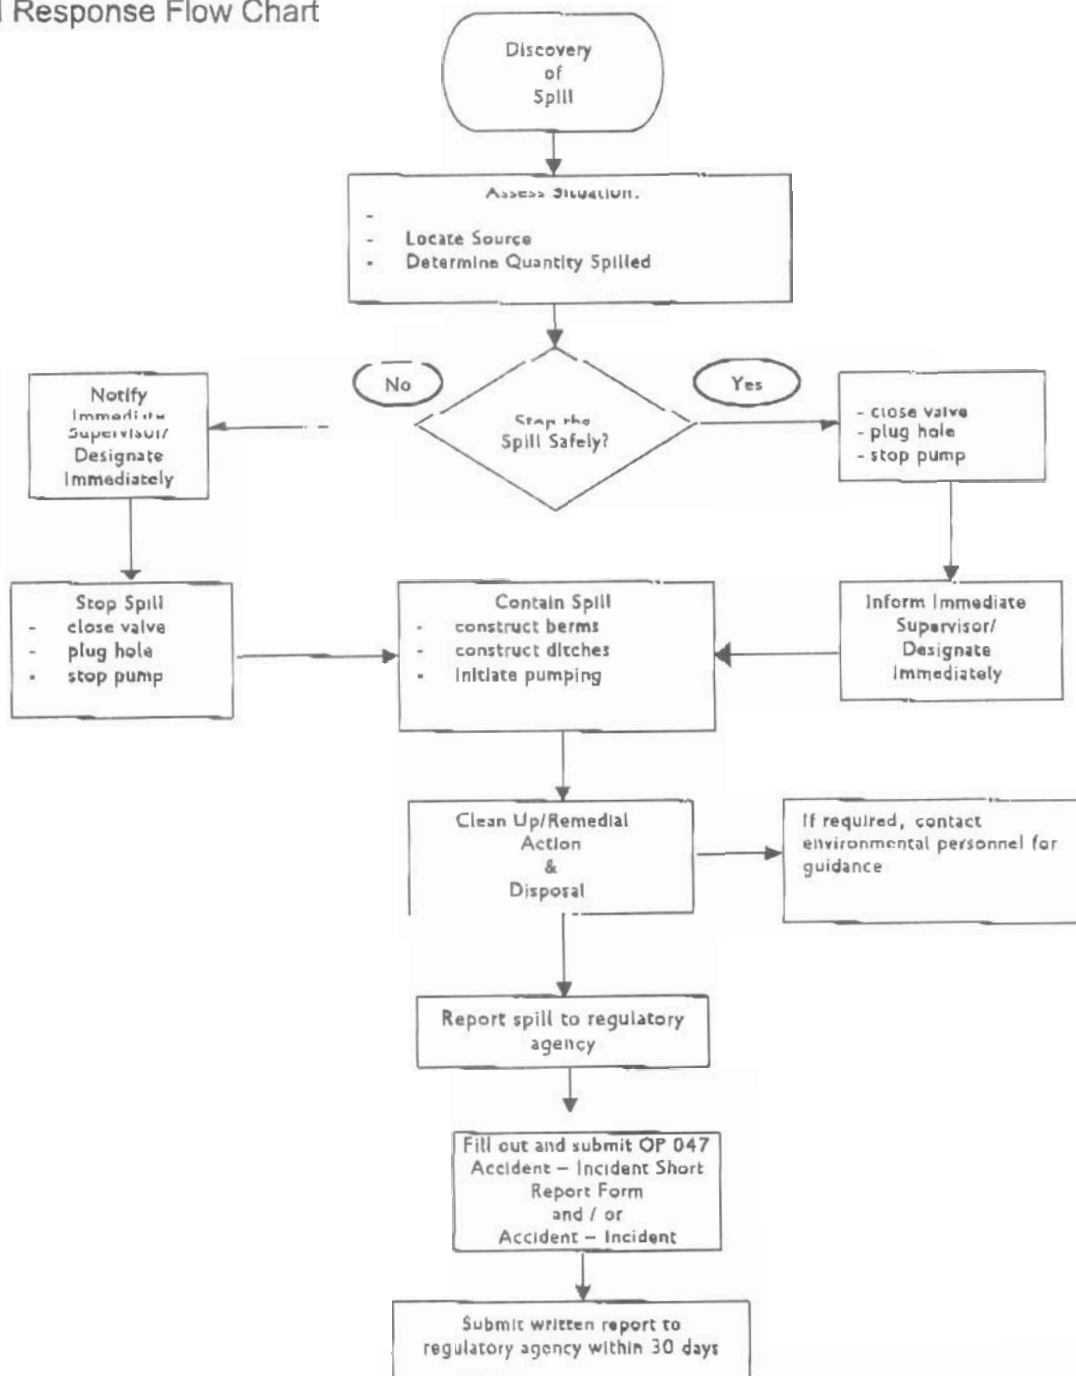 Response Flow Chart
Discovery
of
Spill
Assess Situation.
-
- Locate Source
- Determine Quantity Spilled
No
Yes
Notify
Immediate
Supervisor/
Designate
Immediately
Stop the
Spill Safely?
- close valve
- plug hole
- stop pump
Stop Spill
- close valve
- plug hole
- stop pump
Contain Spill
- construct berms
- construct ditches
- initiate pumping
Inform Immediate
Supervisor/
Designate
Immediately
Clean Up/Remedial
Action
&
Disposal
If required, contact
environmental personnel for
guidance
Report spill to regulatory
agency
Fill out and submit OP 047
Accident – Incident Short
Report Form
and / or
Accident – Incident
Submit written report to
regulatory agency within 30 days